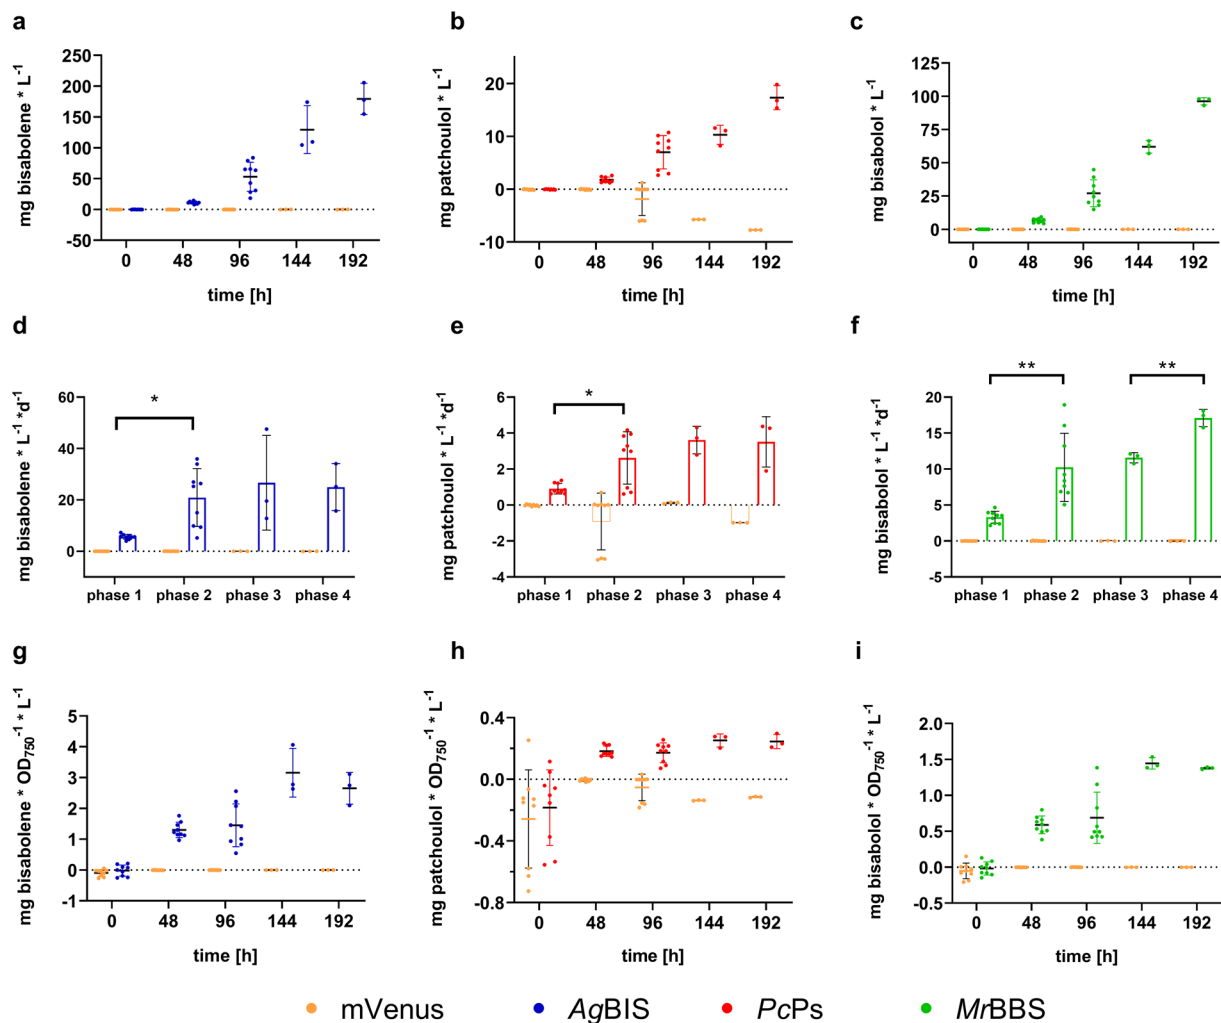 a
b
c
mg bisabolene * L⁻¹
250
200
150
100
50
0
-50
0 48 96 144 192
time [h]
mg patchoulol * L⁻¹
20
10
0
-10
0 48 96 144 192
time [h]
mg bisabolol * L⁻¹
125
100
75
50
25
0
0 48 96 144 192
time [h]
d
e
f
mg bisabolene * L⁻¹ *d⁻¹
60
40
20
0
*
phase 1 phase 2 phase 3 phase 4
mg patchoulol * L⁻¹ *d⁻¹
6
4
2
0
-2
-4
*
phase 1 phase 2 phase 3 phase 4
mg bisabolol * L⁻¹ *d⁻¹
20
15
10
5
0
-5
**
**
phase 1 phase 2 phase 3 phase 4
g
h
i
mg bisabolene * OD₇₅₀⁻¹ * L⁻¹
5
4
3
2
1
0
-1
0 48 96 144 192
time [h]
mg patchoulol * OD₇₅₀⁻¹ * L⁻¹
0.4
0.0
-0.4
-0.8
0 48 96 144 192
time [h]
mg bisabolol * OD₇₅₀⁻¹ * L⁻¹
2.0
1.5
1.0
0.5
0.0
-0.5
0 48 96 144 192
time [h]
mVenus AgBIS PcPs MrBBS